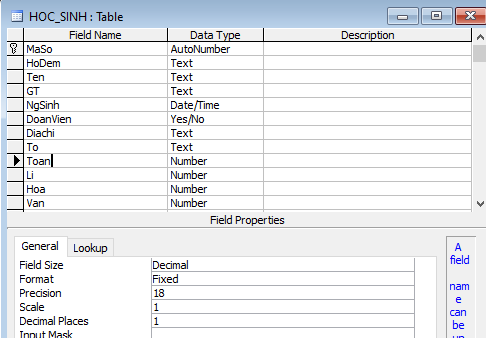 HOC_SINH : Table
Field Name Data Type Description
MaSo AutoNumber
HoDem Text
Ten Text
GT Text
NgSinh Date/Time
DoanVien Yes/No
Diachi Text
To Text
Toan Number
Li Number
Hoa Number
Van Number
Field Properties
General Lookup
Field Size Decimal
Format Fixed
Precision 18
Scale 1
Decimal Places 1
Input Mask
A
field
nam
e
can
be